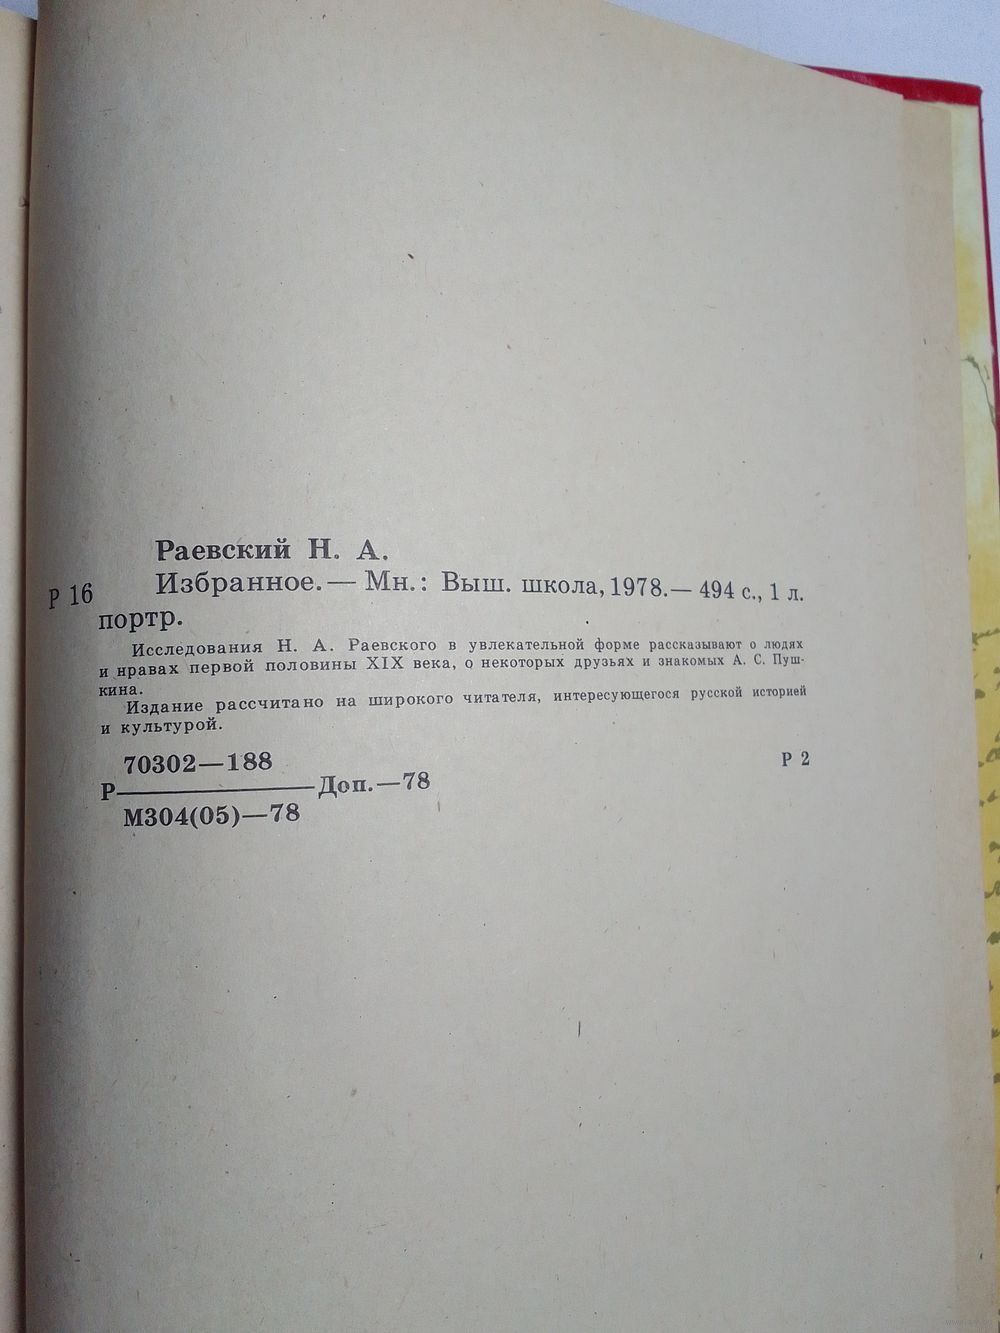 Раевский Н. А.
Р 16 Избранное.— Мн.: Выш. школа, 1978.— 494 с., 1 л.
портр.
Исследования Н. А. Раевского в увлекательной форме рассказывают о людях
и нравах первой половины XIX века, о некоторых друзьях и знакомых А. С. Пуш-
кина.
Издание рассчитано на широкого читателя, интересующегося русской историей
и культурой.
70302—188 Р 2
Р———Доп.—78
М304(05)—78